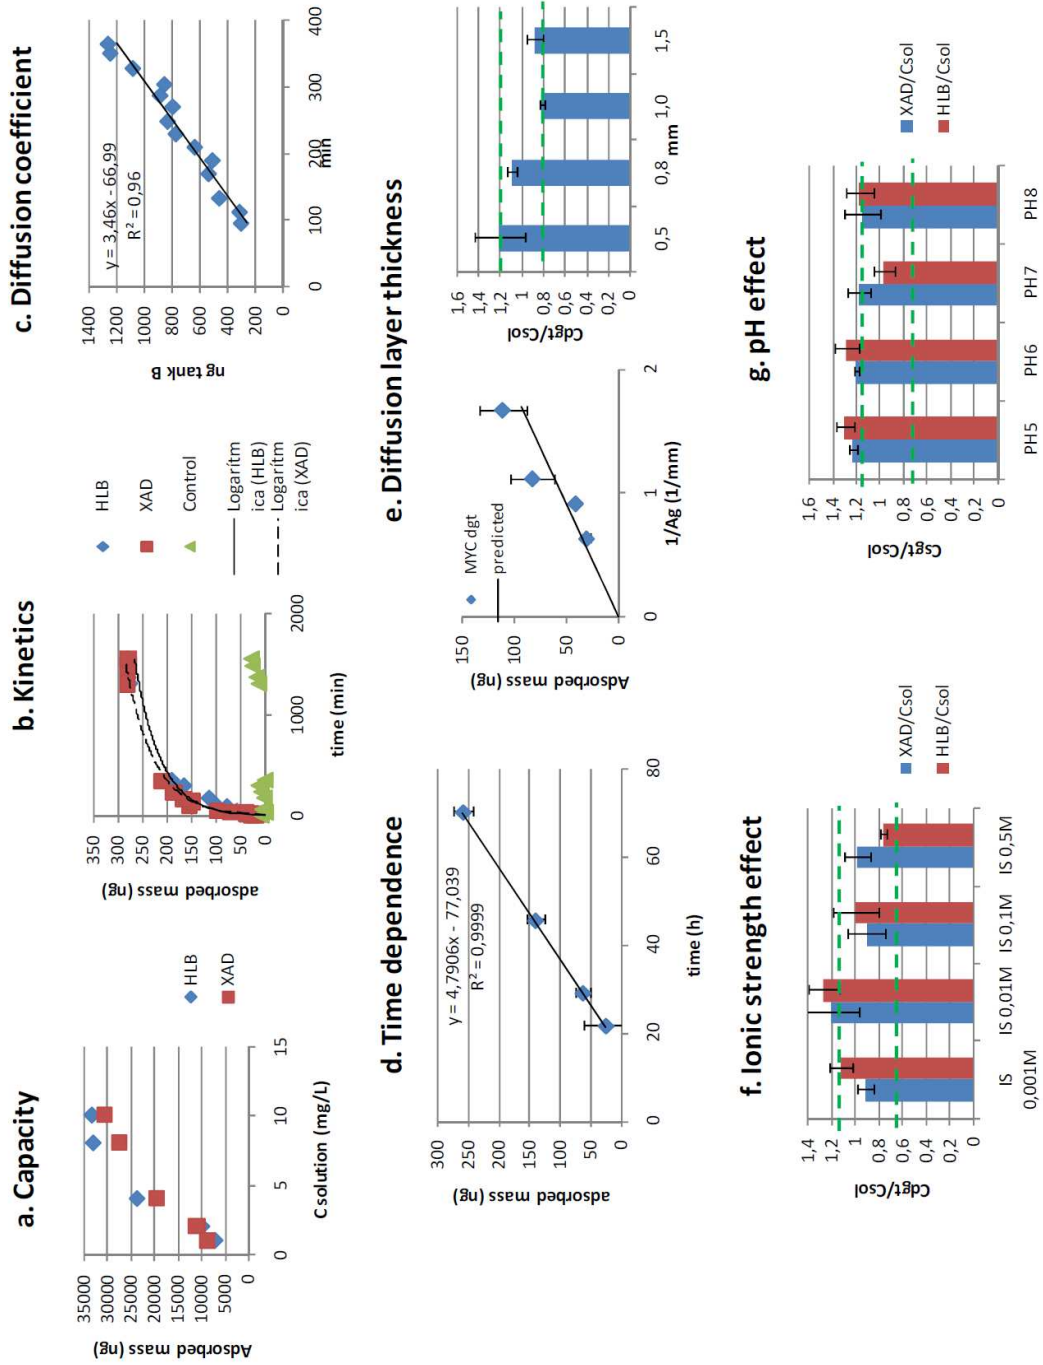 a. Capacity
Adsorbed mass (ng)
35000
30000
25000
20000
15000
10000
5000
0
0
5
10
15
C solution (mg/L)
HLB
XAD
b. Kinetics
adsorbed mass (ng)
350
300
250
200
150
100
50
0
0
1000
2000
time (min)
HLB
XAD
Control
Logaritm
ica (HLB)
Logaritm
ica (XAD)
c. Diffusion coefficient
ng tank B
1400
1200
1000
800
600
400
200
0
y = 3,46x - 66,99
R² = 0,96
0
100
200
300
400
min
d. Time dependence
adsorbed mass (ng)
300
250
200
150
100
50
0
y = 4,7906x - 77,039
R² = 0,9999
0
20
40
60
80
time (h)
e. Diffusion layer thickness
Adsorbed mass (ng)
150
100
50
0
MYC dgt
predicted
0
1
2
1/Ag (1/mm)
Cdgt/Csol
1,6
1,4
1,2
1
0,8
0,6
0,4
0,2
0
0,5
0,8
1,0
1,5
mm
f. Ionic strength effect
Cdgt/Csol
1,4
1,2
1
0,8
0,6
0,4
0,2
0
IS
0,001M
IS 0,01M
IS 0,1M
IS 0,5M
XAD/Csol
HLB/Csol
g. pH effect
Csgt/Csol
1,6
1,4
1,2
1
0,8
0,6
0,4
0,2
0
PH5
PH6
PH7
PH8
XAD/Csol
HLB/Csol